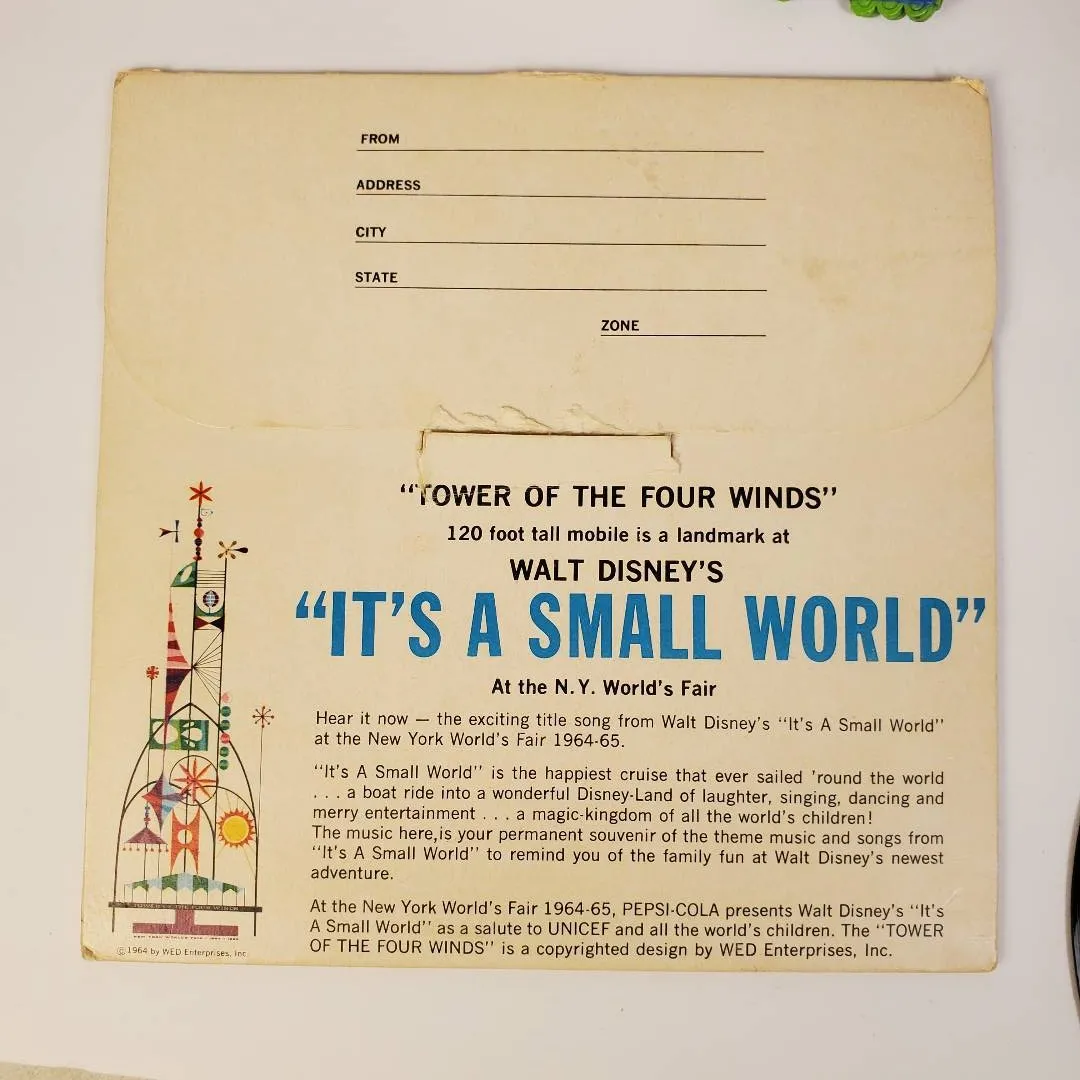 FROM
ADDRESS
CITY
STATE
ZONE
“TOWER OF THE FOUR WINDS”
120 foot tall mobile is a landmark at
WALT DISNEY’S
“IT’S A SMALL WORLD”
At the N.Y. World’s Fair
Hear it now — the exciting title song from Walt Disney’s “It’s A Small World”
at the New York World’s Fair 1964-65.
“It’s A Small World” is the happiest cruise that ever sailed ’round the world
. . . a boat ride into a wonderful Disney-Land of laughter, singing, dancing and
merry entertainment . . . a magic-kingdom of all the world’s children!
The music here,is your permanent souvenir of the theme music and songs from
“It’s A Small World” to remind you of the family fun at Walt Disney’s newest
adventure.
At the New York World’s Fair 1964-65, PEPSI-COLA presents Walt Disney’s “It’s
A Small World” as a salute to UNICEF and all the world’s children. The “TOWER
OF THE FOUR WINDS” is a copyrighted design by WED Enterprises, Inc.
©1964 by WED Enterprises, Inc.